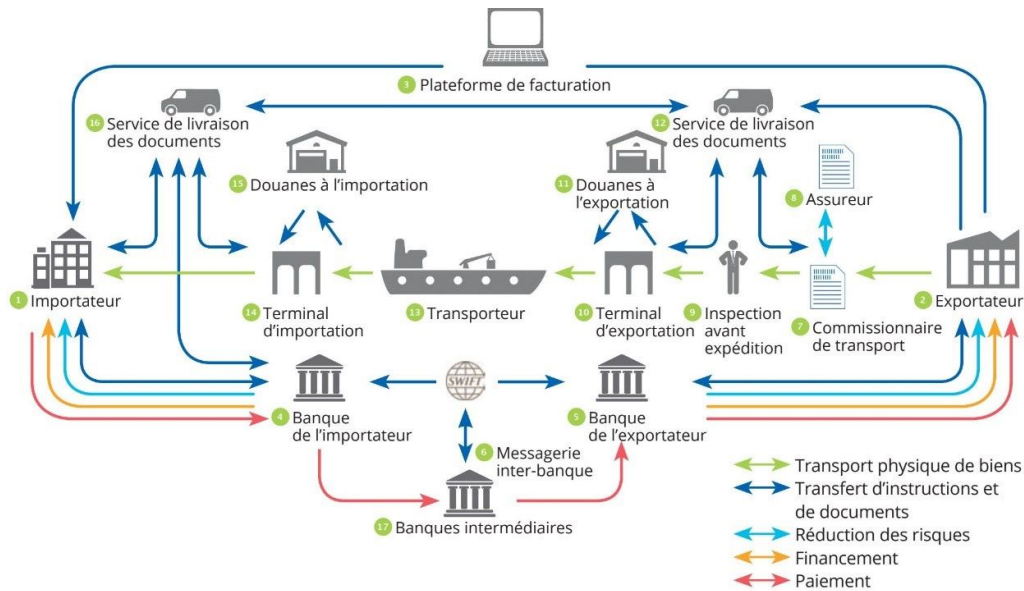 3 Plateforme de facturation
16 Service de livraison
des documents
12 Service de livraison
des documents
15 Douanes à l'importation
11 Douanes à
l'exportation
8 Assureur
1 Importateur
14 Terminal
d'importation
13 Transporteur
10 Terminal
d'exportation
9 Inspection
avant
expédition
7 Commissionnaire
de transport
2 Exportateur
SWIFT
4 Banque
de l'importateur
5 Banque
de l'exportateur
6 Messagerie
inter-banque
17 Banques intermédiaires
Transport physique de biens
Transfert d'instructions et
de documents
Réduction des risques
Financement
Paiement